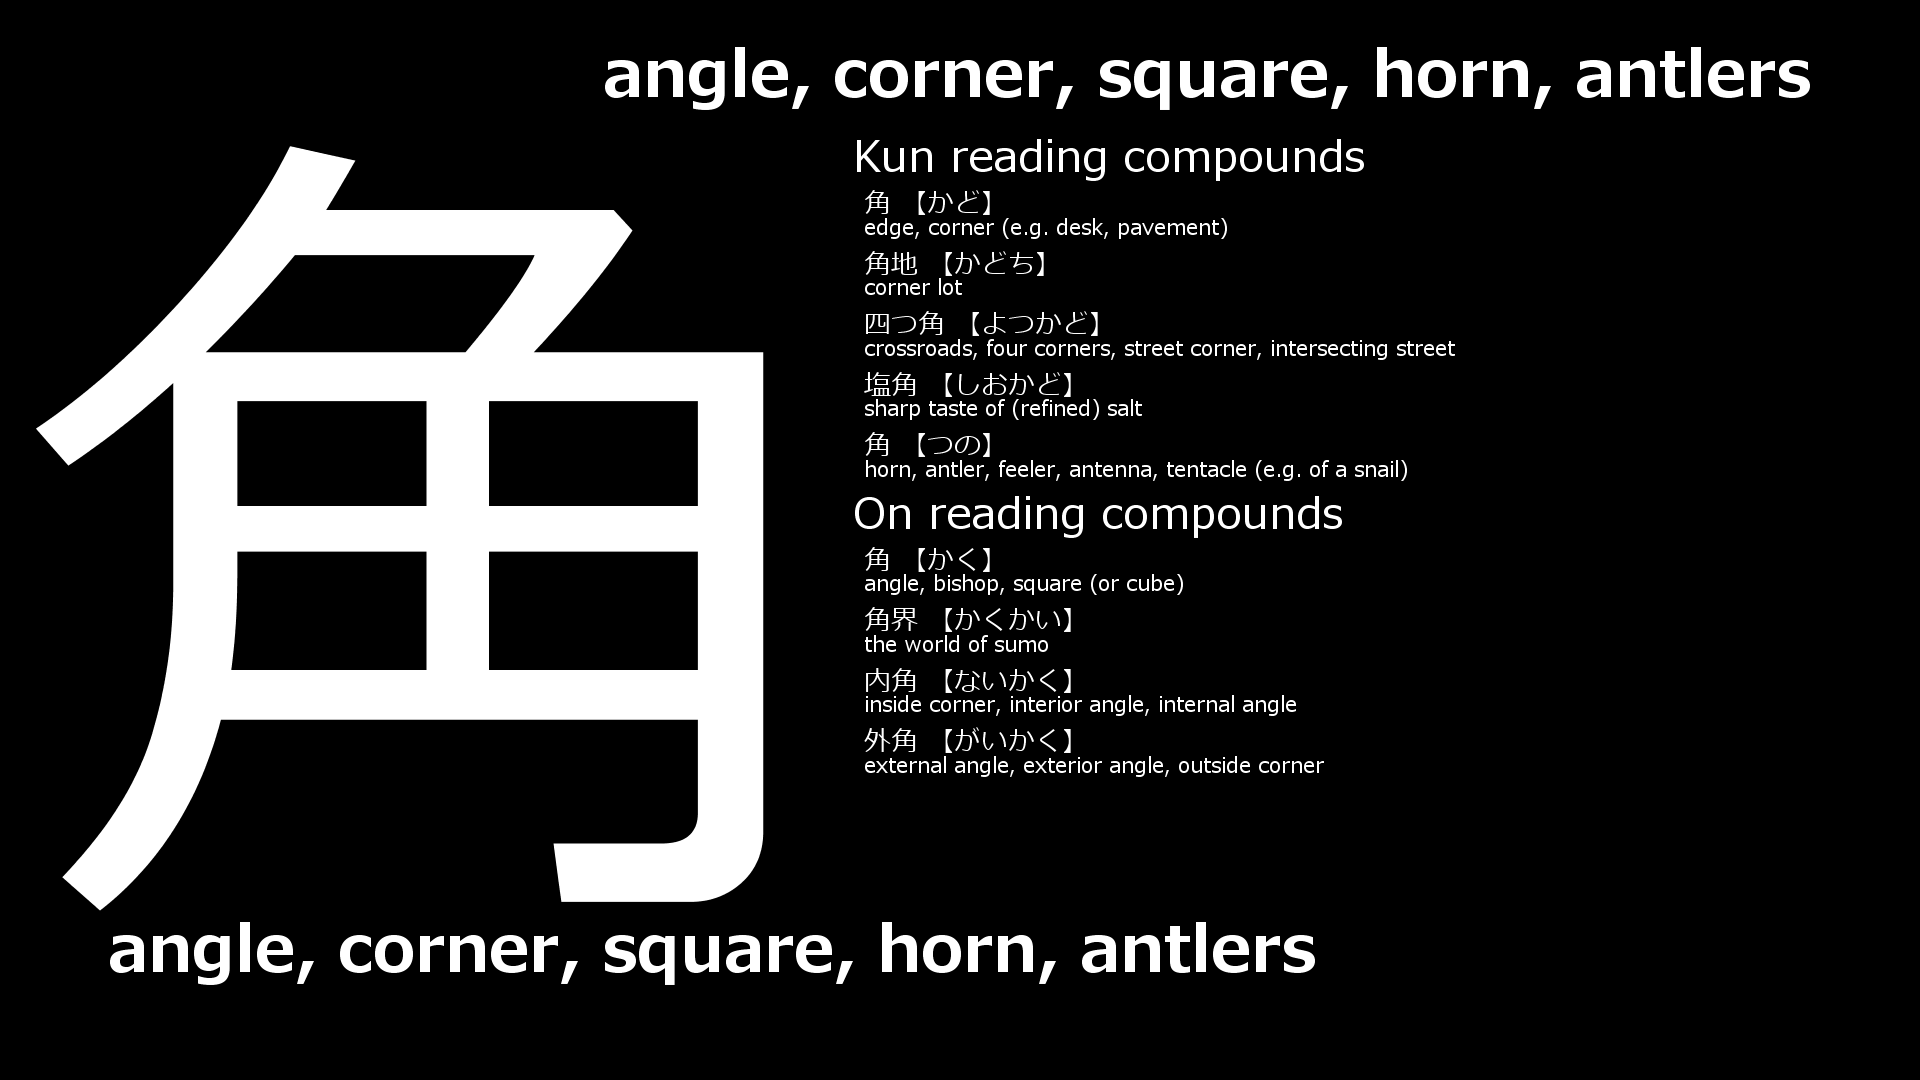 angle, corner, square, horn, antlers
角
Kun reading compounds
角 【かど】
edge, corner (e.g. desk, pavement)
角地 【かどち】
corner lot
四つ角 【よつかど】
crossroads, four corners, street corner, intersecting street
塩角 【しおかど】
sharp taste of (refined) salt
角 【つの】
horn, antler, feeler, antenna, tentacle (e.g. of a snail)
On reading compounds
角 【かく】
angle, bishop, square (or cube)
角界 【かくかい】
the world of sumo
内角 【ないかく】
inside corner, interior angle, internal angle
外角 【がいかく】
external angle, exterior angle, outside corner
angle, corner, square, horn, antlers